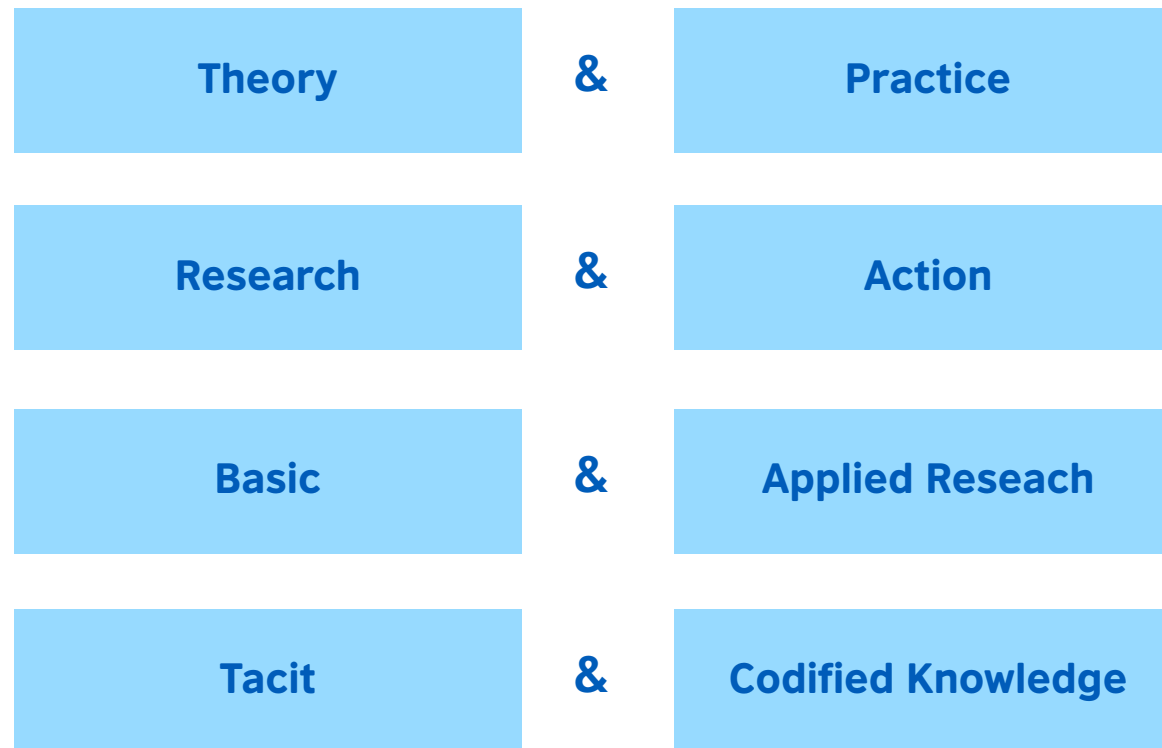 Theory & Practice
Research & Action
Basic & Applied Reseach
Tacit & Codified Knowledge